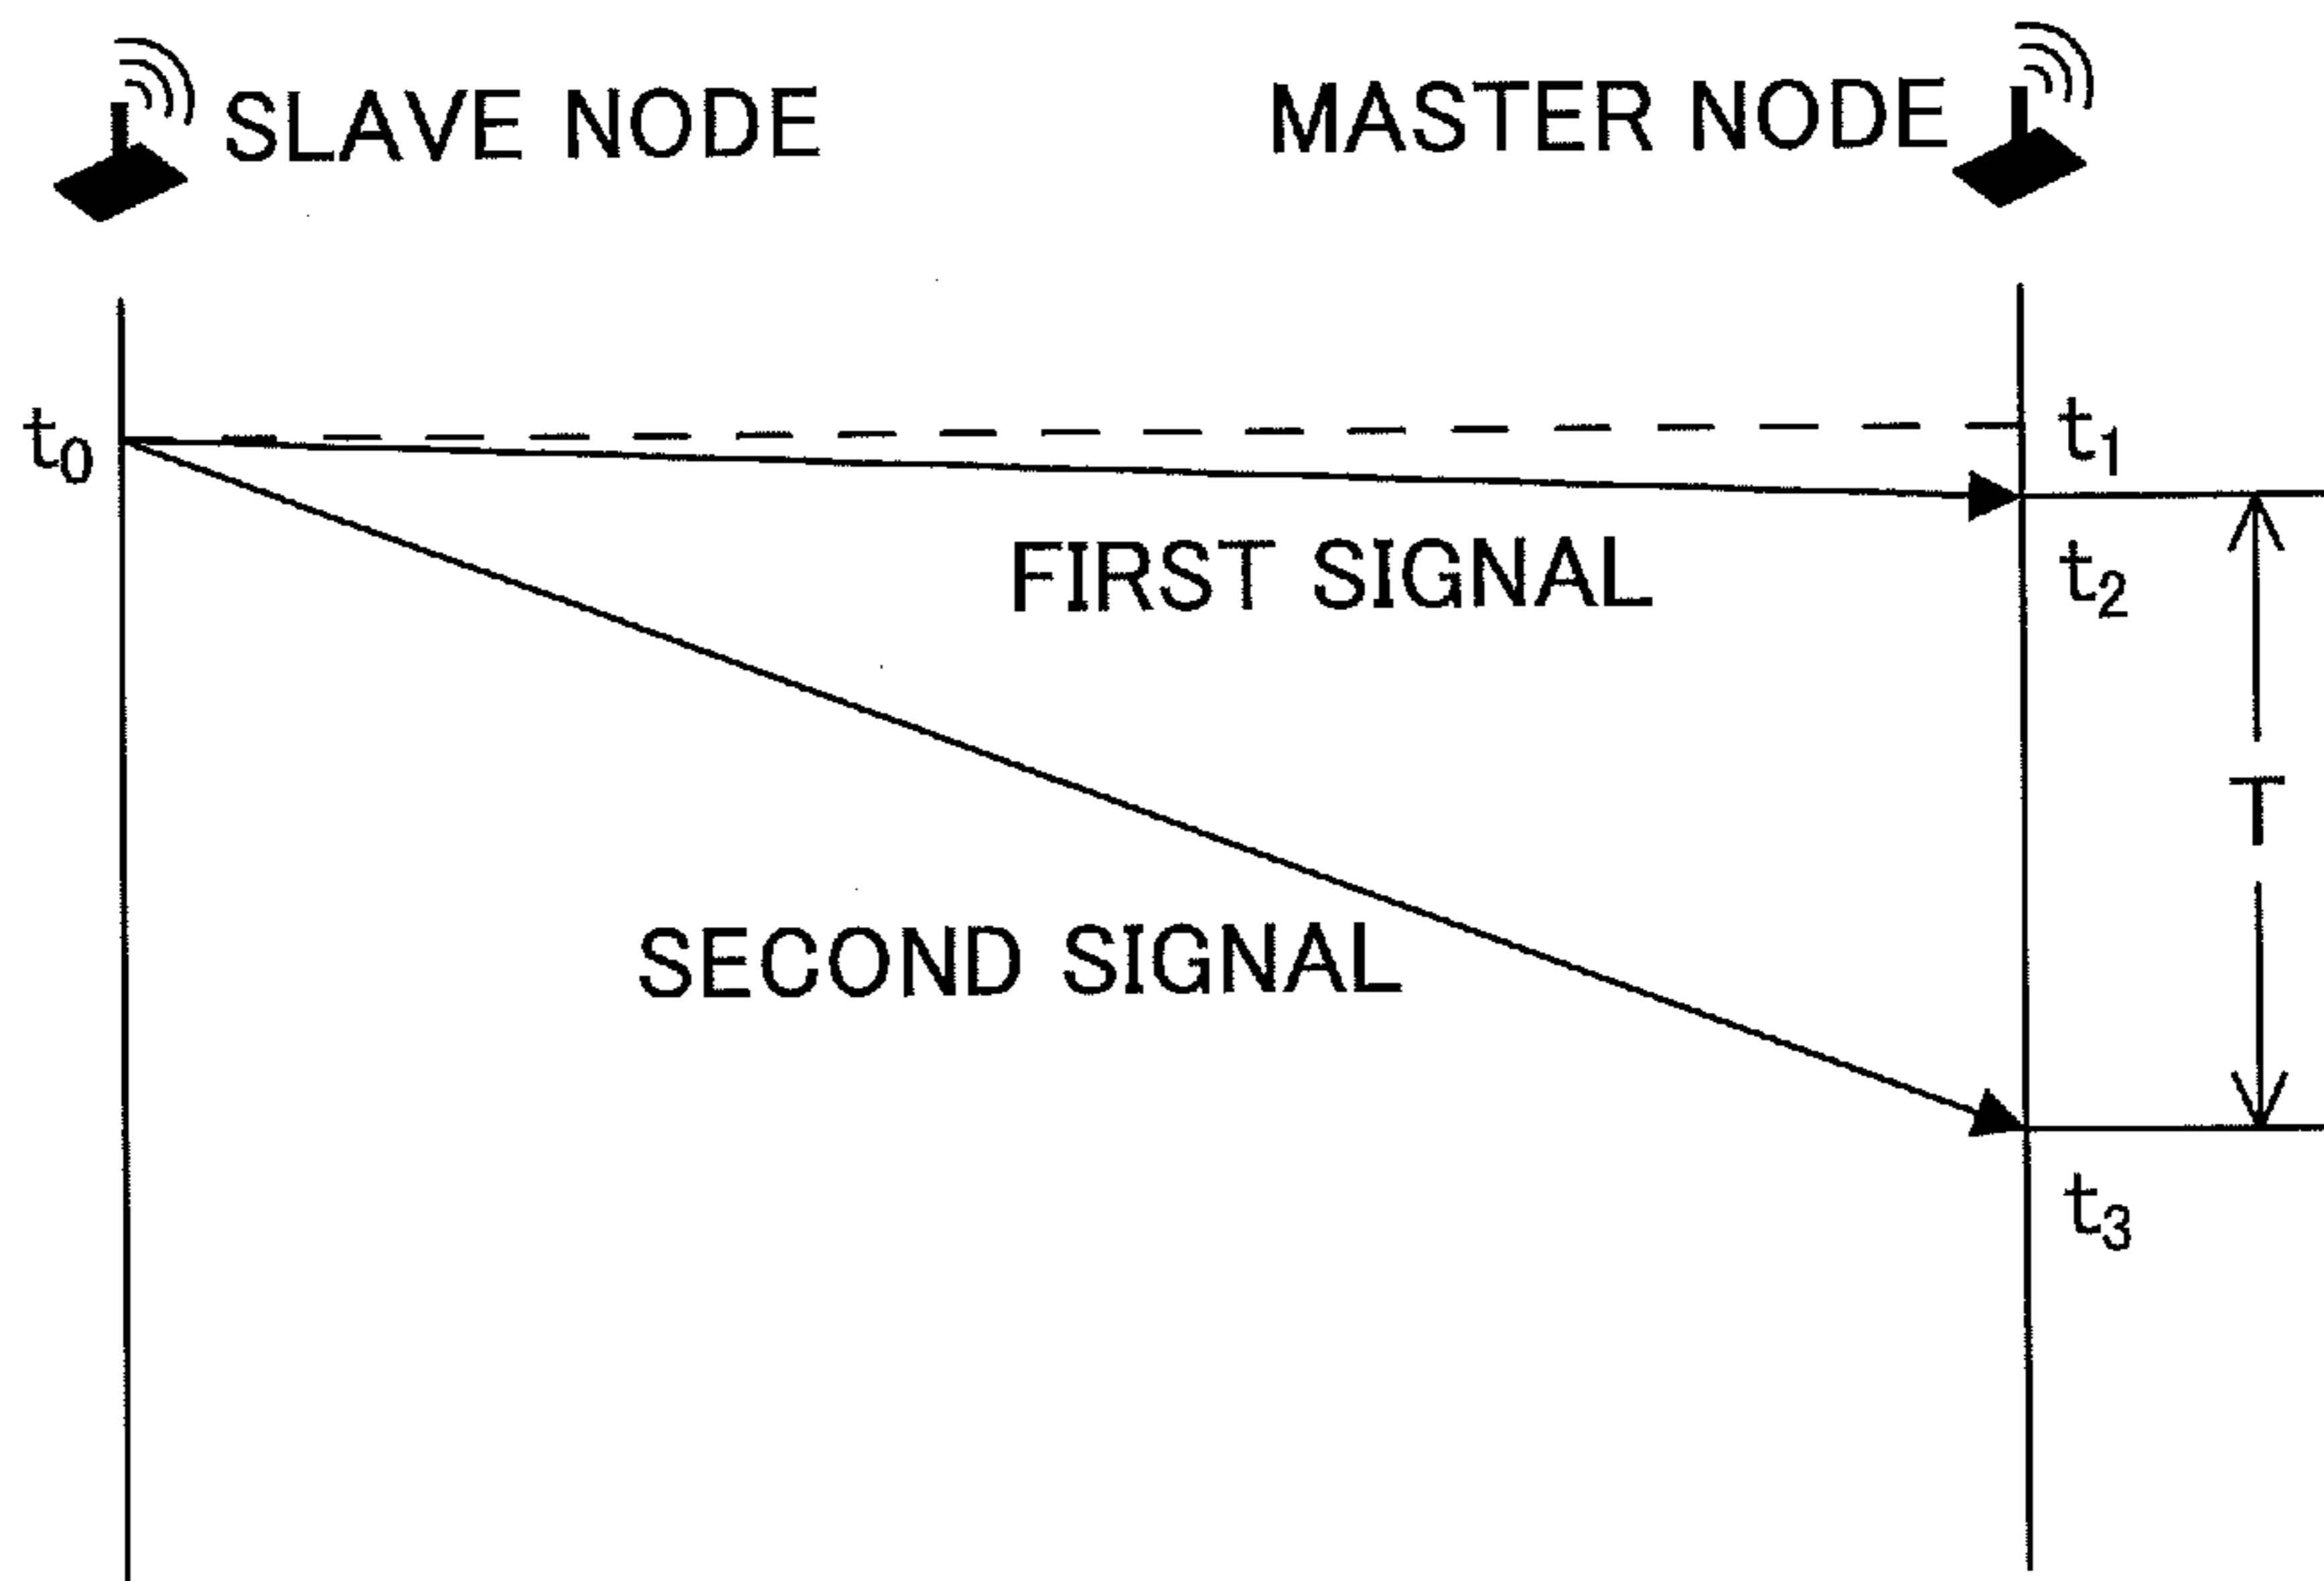 SLAVE NODE
MASTER NODE
t0
t1
FIRST SIGNAL
t2
T
SECOND SIGNAL
t3